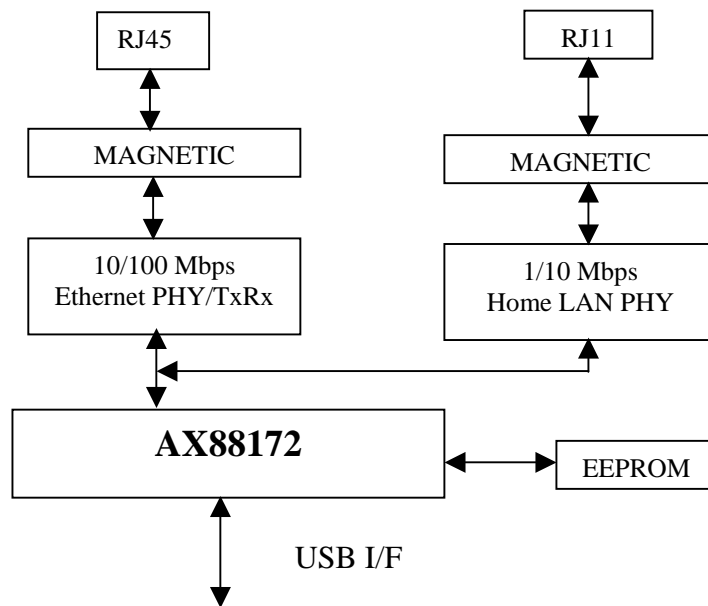 RJ45
RJ11
MAGNETIC
MAGNETIC
10/100 Mbps
Ethernet PHY/TxRx
1/10 Mbps
Home LAN PHY
AX88172
EEPROM
USB I/F